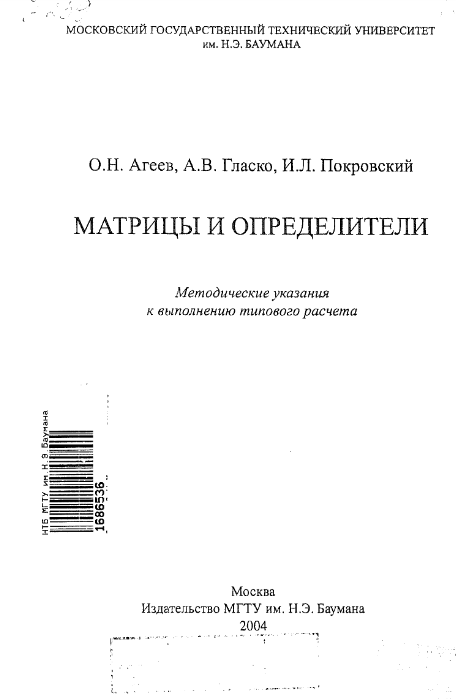 МОСКОВСКИЙ ГОСУДАРСТВЕННЫЙ ТЕХНИЧЕСКИЙ УНИВЕРСИТЕТ
им. Н.Э. БАУМАНА
О.Н. Агеев, А.В. Гласко, И.Л. Покровский
МАТРИЦЫ И ОПРЕДЕЛИТЕЛИ
Методические указания
к выполнению типового расчета
НТБ МГТУ им.Н.Э.Баумана
1686536
Москва
Издательство МГТУ им. Н.Э. Баумана
2004